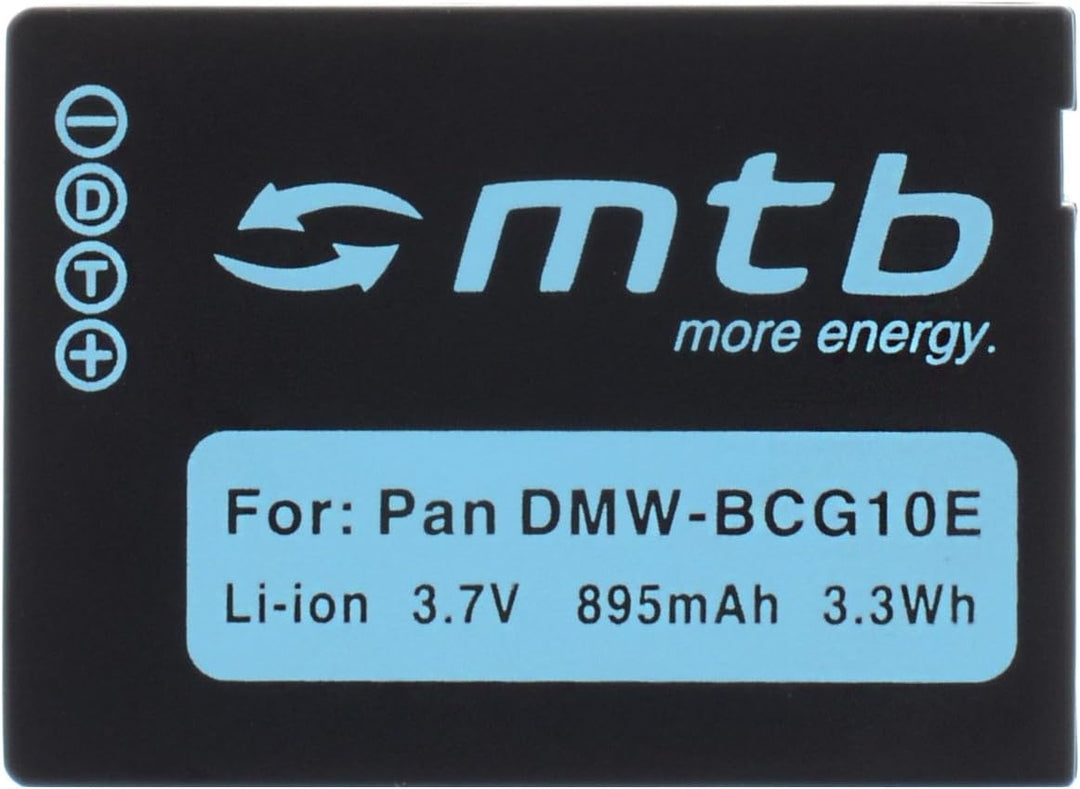 −
D
T
+
mtb
more energy.
For: Pan DMW-BCG10E
Li-ion 3.7V 895mAh 3.3Wh